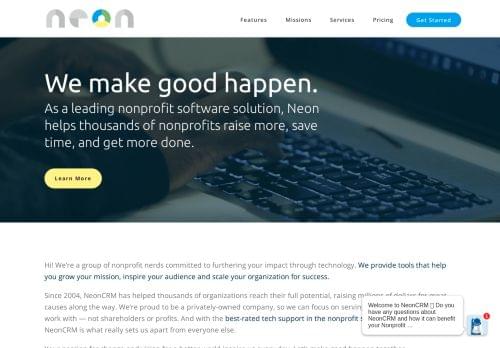 neon
Features Missions Services Pricing Get Started
We make good happen.
As a leading nonprofit software solution, Neon
helps thousands of nonprofits raise more, save
time, and get more done.
Learn More
Hi! We're a group of nonprofit nerds committed to furthering your impact through technology. We provide tools that help
you grow your mission, inspire your audience and scale your organization for success.
Since 2004, NeonCRM has helped thousands of organizations reach their full potential, raising millions of dollars for great
causes along the way. We're proud to be a privately-owned company, so we can focus on serving
work with — not shareholders or profits. And with the best-rated tech support in the nonprofit
NeonCRM is what really sets us apart from everyone else.
Welcome to NeonCRM Do you
have any questions about
NeonCRM and how it can benefit
your Nonprofit ...
1